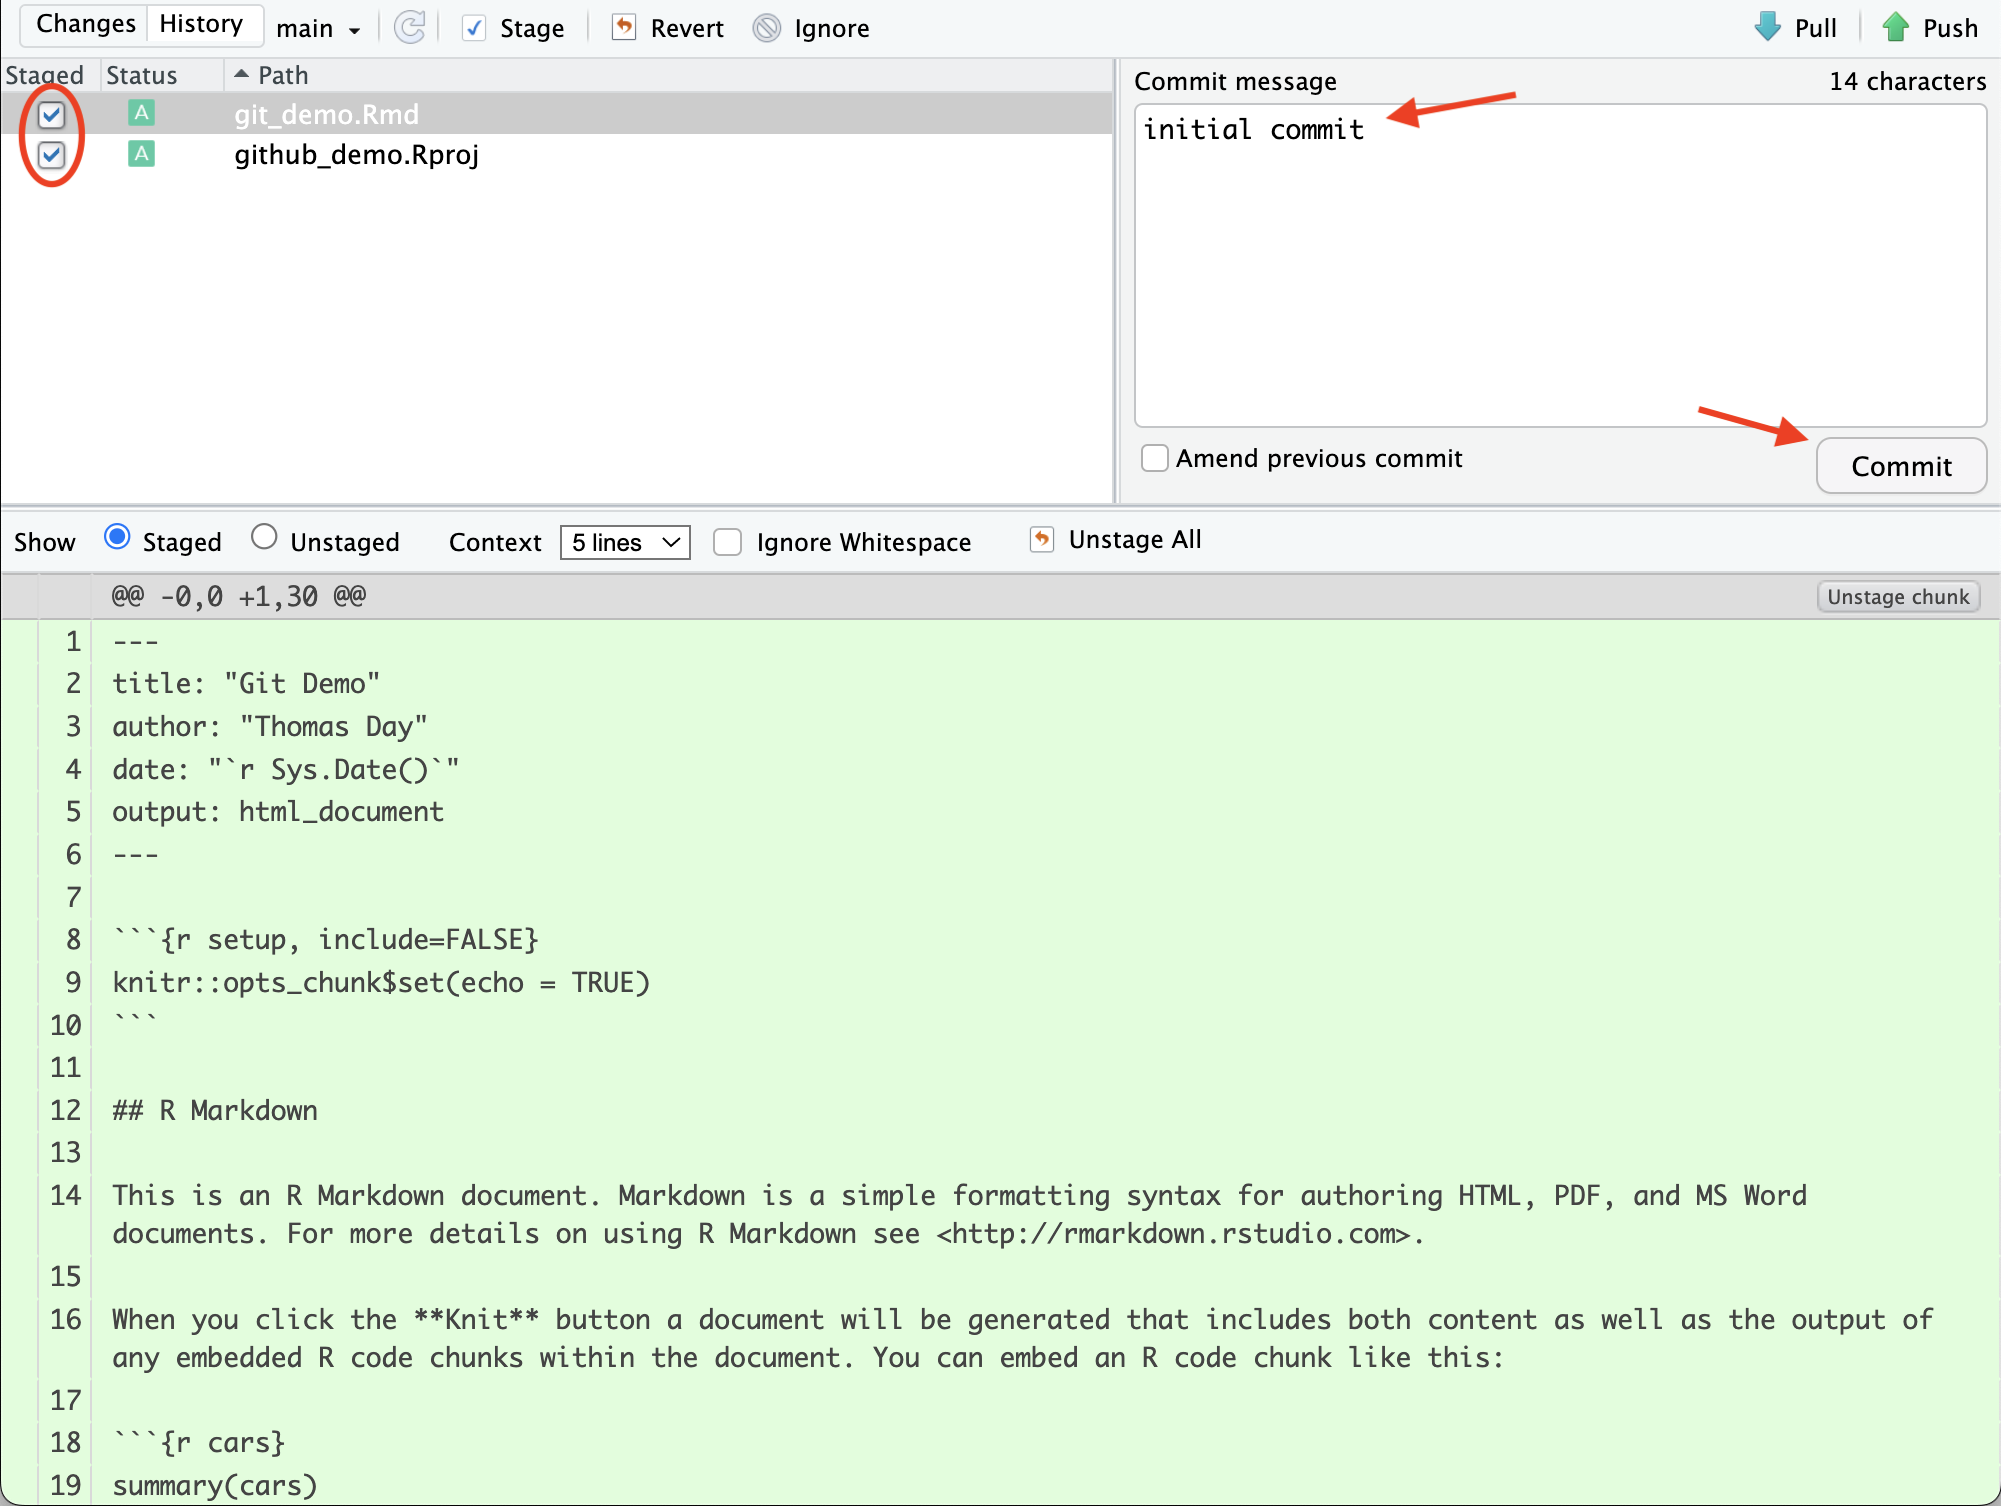 Changes History main Stage Revert Ignore Pull Push
Staged Status Path
A git_demo.Rmd
A github_demo.Rproj
Commit message 14 characters
initial commit
Amend previous commit
Commit
Show Staged Unstaged Context 5 lines Ignore Whitespace Unstage All
@@ -0,0 +1,30 @@ Unstage chunk
1 ---
2 title: "Git Demo"
3 author: "Thomas Day"
4 date: "`r Sys.Date()`"
5 output: html_document
6 ---
7
8 ```{r setup, include=FALSE}
9 knitr::opts_chunk$set(echo = TRUE)
10 ```
11
12 ## R Markdown
13
14 This is an R Markdown document. Markdown is a simple formatting syntax for authoring HTML, PDF, and MS Word
documents. For more details on using R Markdown see <http://rmarkdown.rstudio.com>.
15
16 When you click the **Knit** button a document will be generated that includes both content as well as the output of
any embedded R code chunks within the document. You can embed an R code chunk like this:
17
18 ```{r cars}
19 summary(cars)